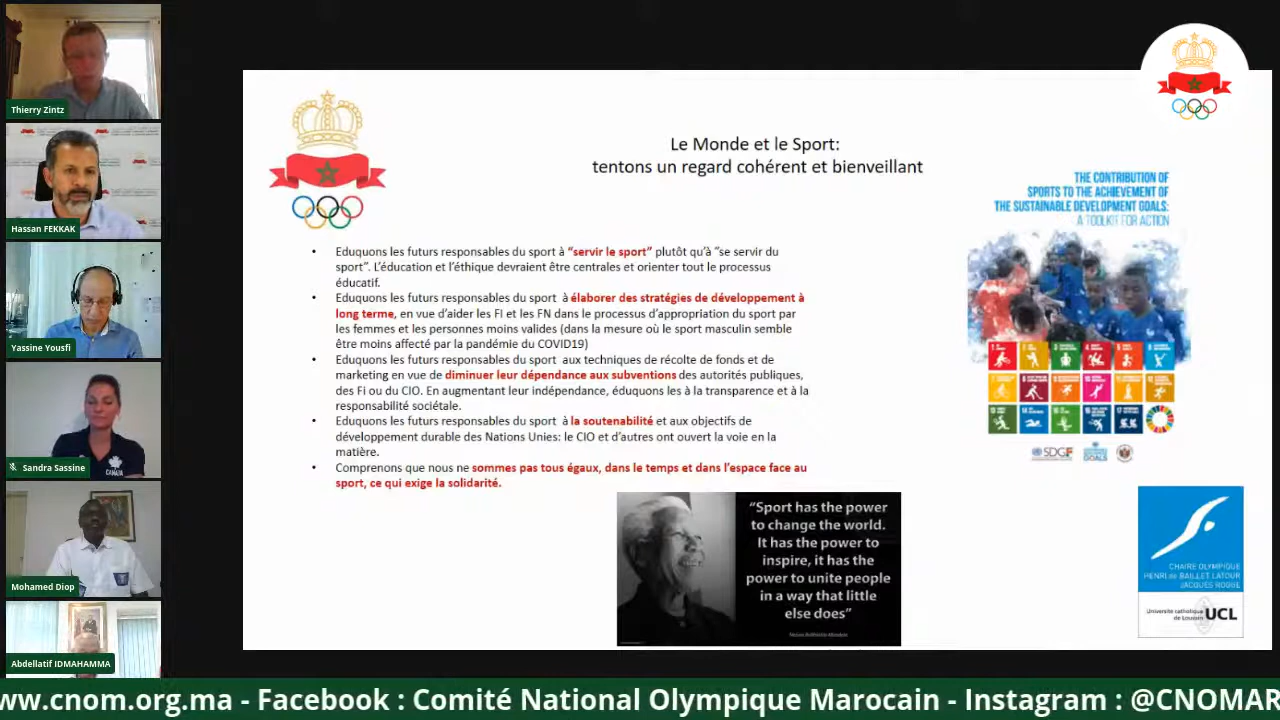 Thierry Zintz
Hassan FEKKAK
Yassine Yousfi
Sandra Sassine
CANADA
Mohamed Diop
Abdellatif IDMAHAMMA
Le Monde et le Sport:
tentons un regard cohérent et bienveillant
• Eduquons les futurs responsables du sport à “servir le sport” plutôt qu’à “se servir du
sport”. L’éducation et l’éthique devraient être centrales et orienter tout le processus
éducatif.
• Eduquons les futurs responsables du sport à élaborer des stratégies de développement à
long terme, en vue d’aider les FI et les FN dans le processus d’appropriation du sport par
les femmes et les personnes moins valides (dans la mesure où le sport masculin semble
être moins affecté par la pandémie du COVID19)
• Eduquons les futurs responsables du sport aux techniques de récolte de fonds et de
marketing en vue de diminuer leur dépendance aux subventions des autorités publiques,
des Fi ou du CIO. En augmentant leur indépendance, éduquons les à la transparence et à la
responsabilité sociétale.
• Eduquons les futurs responsables du sport à la soutenabilité et aux objectifs de
développement durable des Nations Unies: le CIO et d’autres ont ouvert la voie en la
matière.
• Comprenons que nous ne sommes pas tous égaux, dans le temps et dans l’espace face au
sport, ce qui exige la solidarité.
THE CONTRIBUTION OF
SPORTS TO THE ACHIEVEMENT OF
THE SUSTAINABLE DEVELOPMENT GOALS:
A TOOLKIT FOR ACTION
SDGF
“Sport has the power
to change the world.
It has the power to
inspire, it has the
power to unite people
in a way that little
else does”
CHAIRE OLYMPIQUE
HENRI DE BAILLET LATOUR
JACQUES ROGGE
Université catholique
de Louvain
UCL
ww.cnom.org.ma - Facebook : Comité National Olympique Marocain - Instagram : @CNOMAR